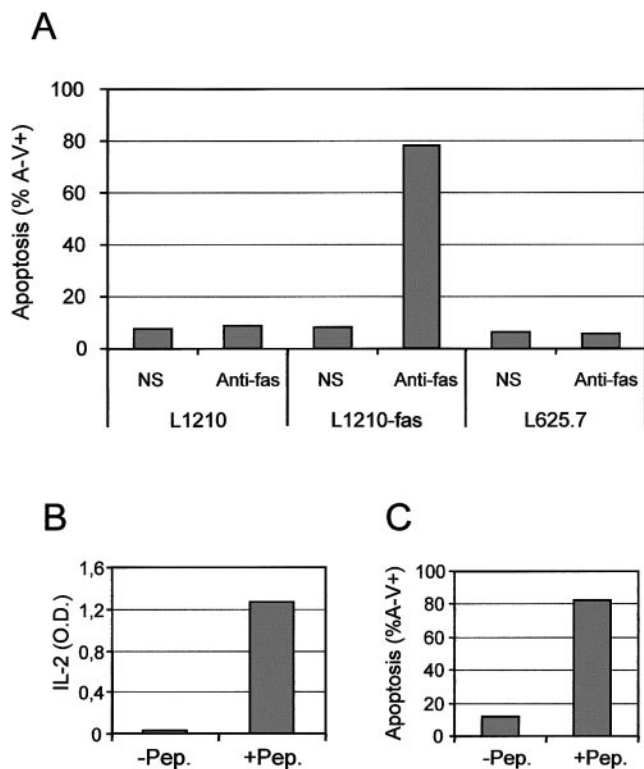 A
Apoptosis (% A-V+)
100
80
60
40
20
0
NS Anti-fas NS Anti-fas NS Anti-fas
L1210 L1210-fas L625.7
B
IL-2 (O.D.)
1,6
1,2
0,8
0,4
0
-Pep. +Pep.
C
Apoptosis (%A-V+)
100
80
60
40
20
0
-Pep. +Pep.